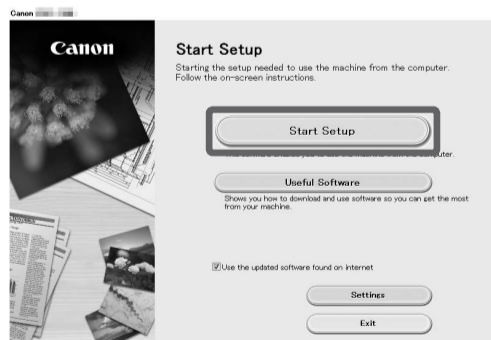 Canon
Canon
Start Setup
Starting the setup needed to use the machine from the computer.
Follow the on-screen instructions.
Start Setup
computer.
Useful Software
Shows you how to download and use software so you can get the most
from your machine.
Use the updated software found on internet
Settings
Exit